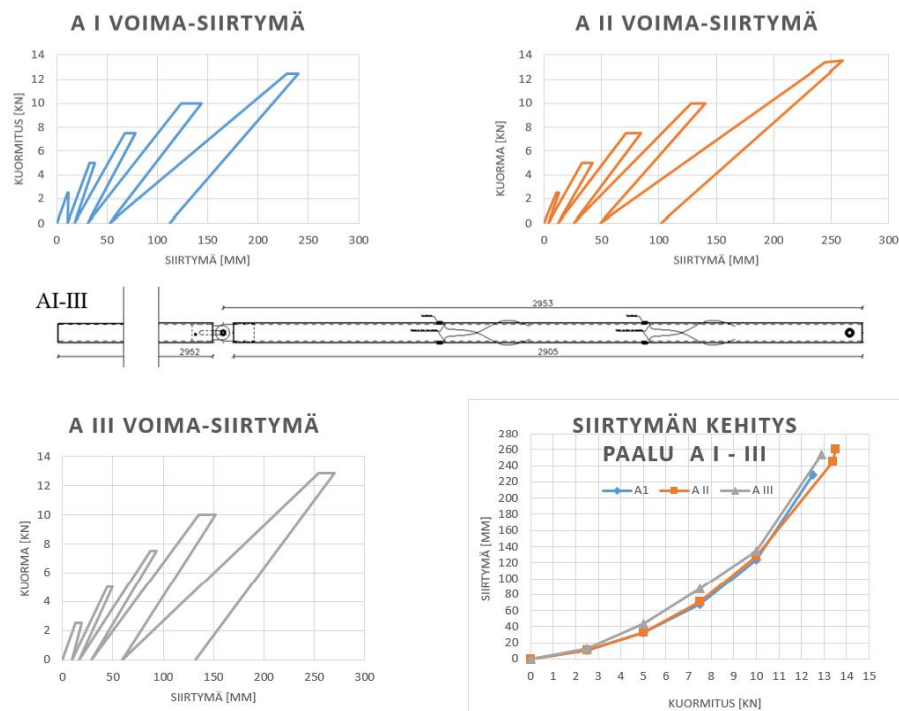 A I VOIMA-SIIRTYMÄ
KUORMITUS [KN]
14
12
10
8
6
4
2
0
0 50 100 150 200 250 300
SIIRTYMÄ [MM]
A II VOIMA-SIIRTYMÄ
KUORMA [KN]
14
12
10
8
6
4
2
0
0 50 100 150 200 250 300
SIIRTYMÄ [MM]
AI-III
2953
2952
2905
A III VOIMA-SIIRTYMÄ
KUORMA [KN]
14
12
10
8
6
4
2
0
0 50 100 150 200 250 300
SIIRTYMÄ [MM]
SIIRTYMÄN KEHITYS
PAALU A I - III
A1 A II A III
SIIRTYMÄ [MM]
280
260
240
220
200
180
160
140
120
100
80
60
40
20
0
0 1 2 3 4 5 6 7 8 9 10 11 12 13 14 15
KUORMITUS [KN]